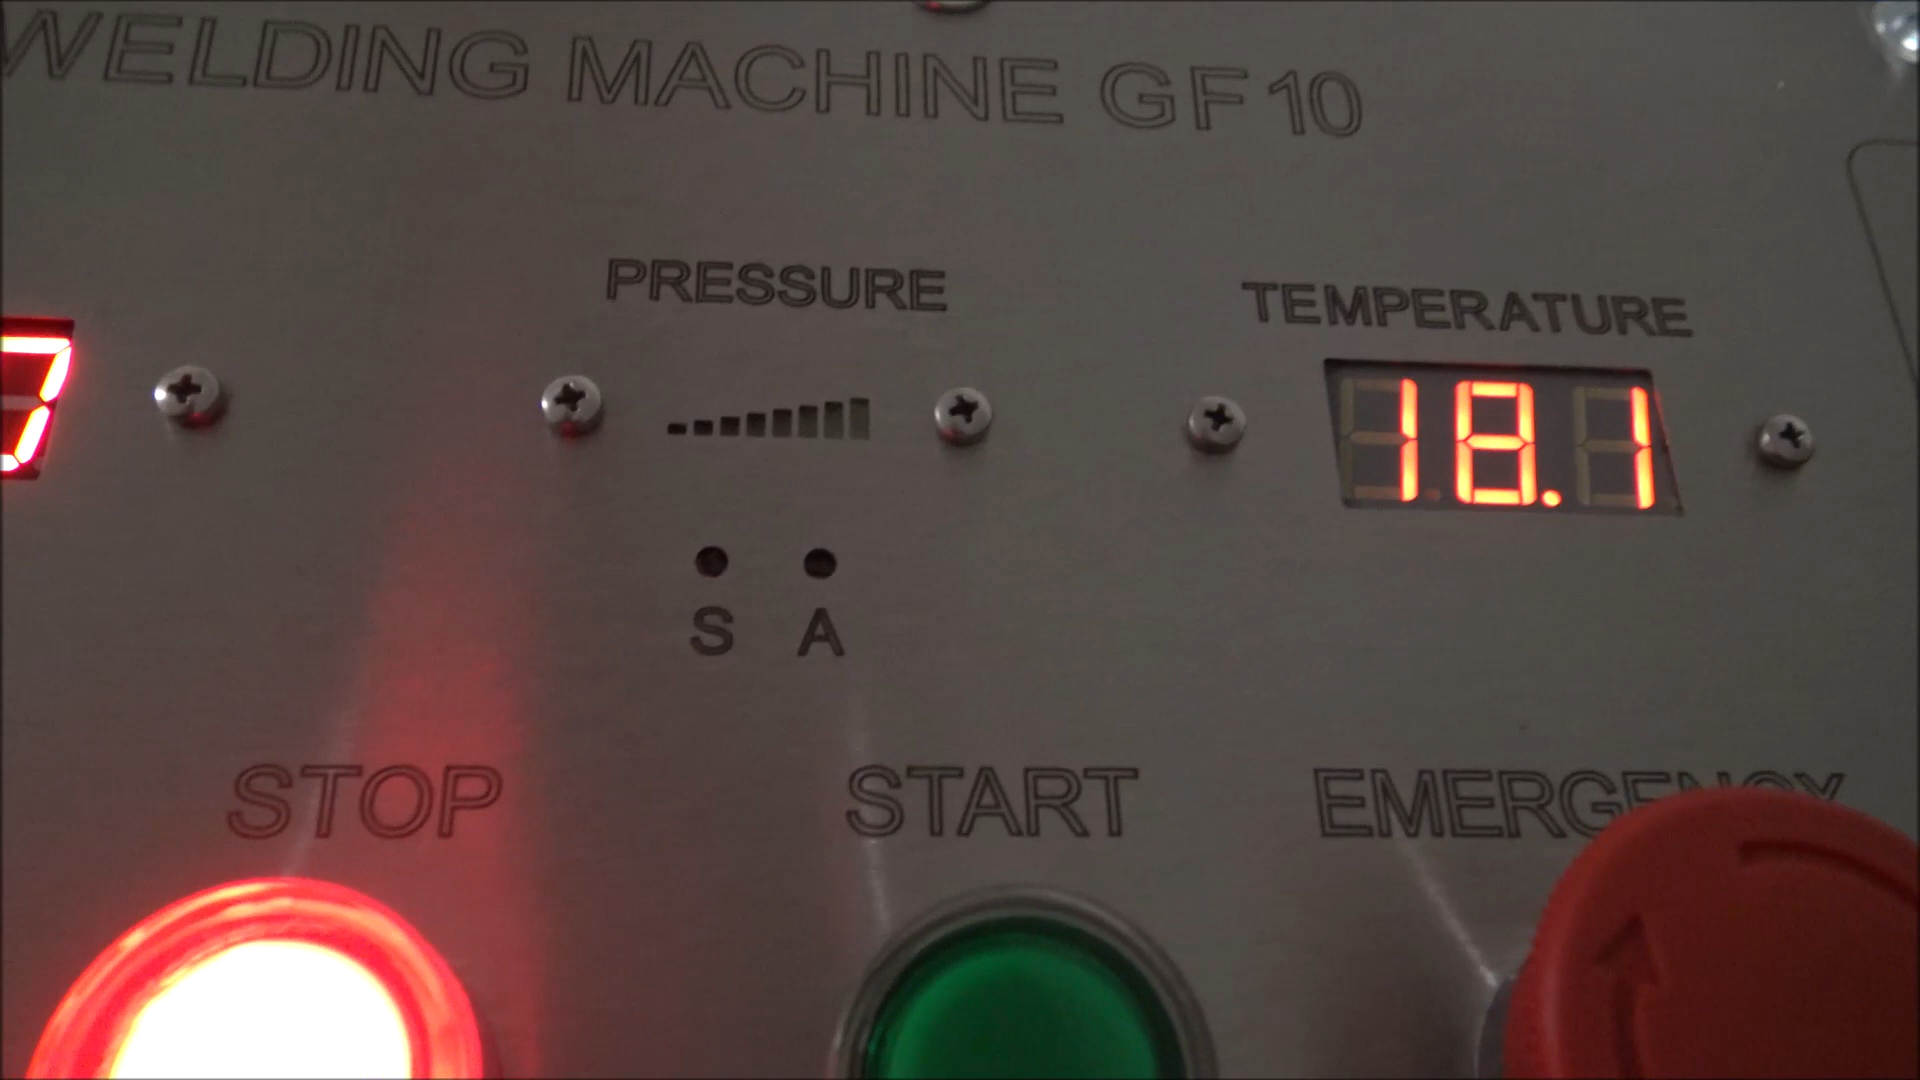 WELDING MACHINE GF 10
PRESSURE
TEMPERATURE
18.1
S A
STOP
START
EMERGENCY